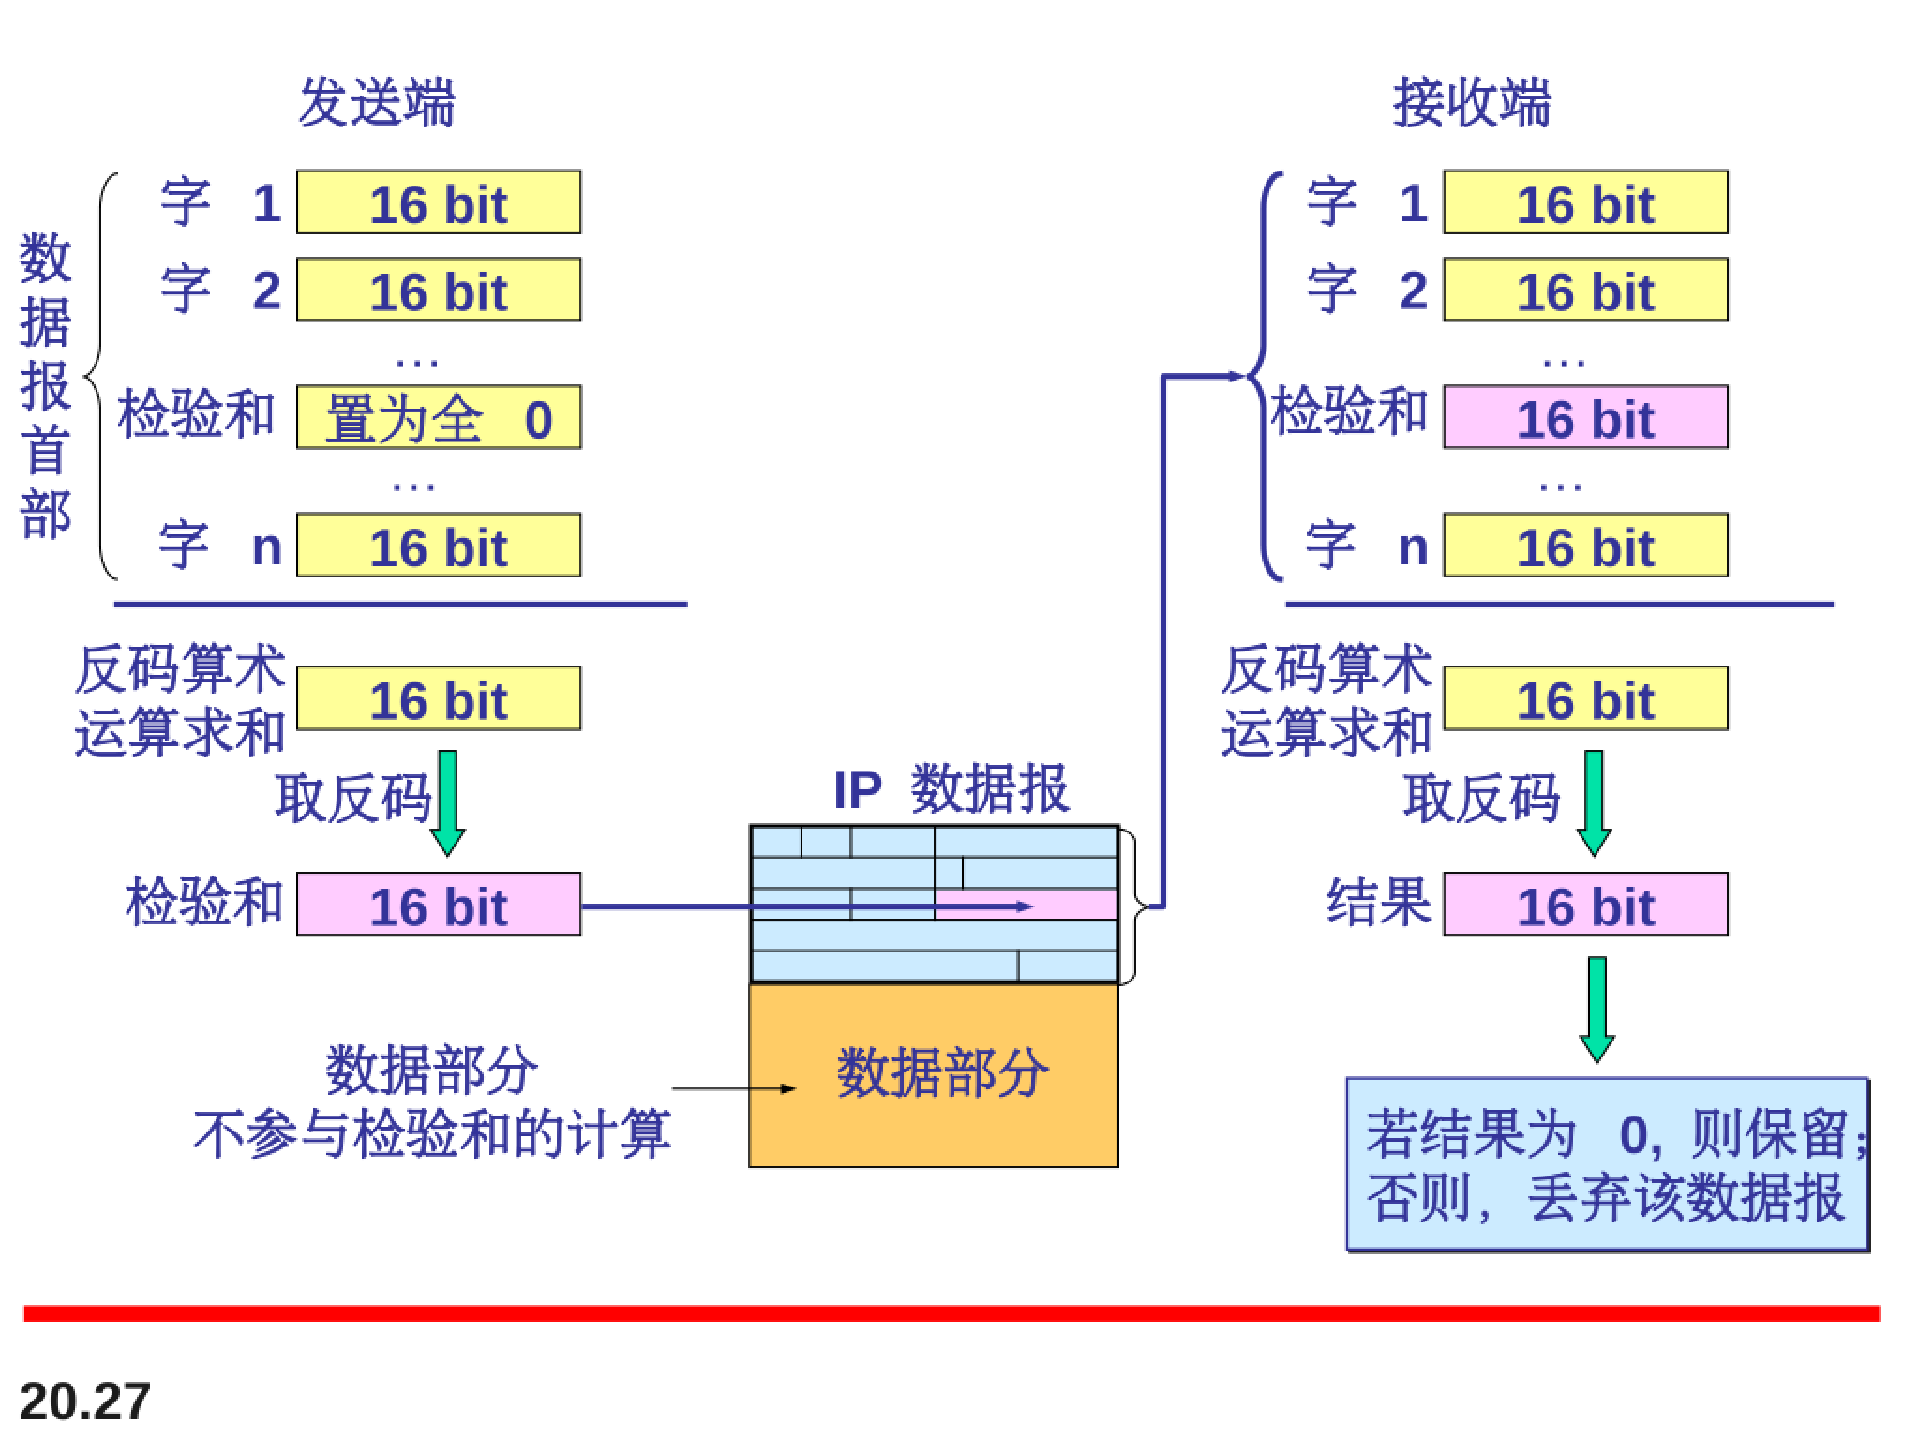 发送端
数据报首部
字 1 16 bit
字 2 16 bit
…
检验和 置为全 0
…
字 n 16 bit
反码算术
运算求和
16 bit
取反码
检验和 16 bit
数据部分
不参与检验和的计算
IP 数据报
数据部分
接收端
字 1 16 bit
字 2 16 bit
…
检验和 16 bit
…
字 n 16 bit
反码算术
运算求和
16 bit
取反码
结果 16 bit
若结果为 0, 则保留;
否则，丢弃该数据报
20.27